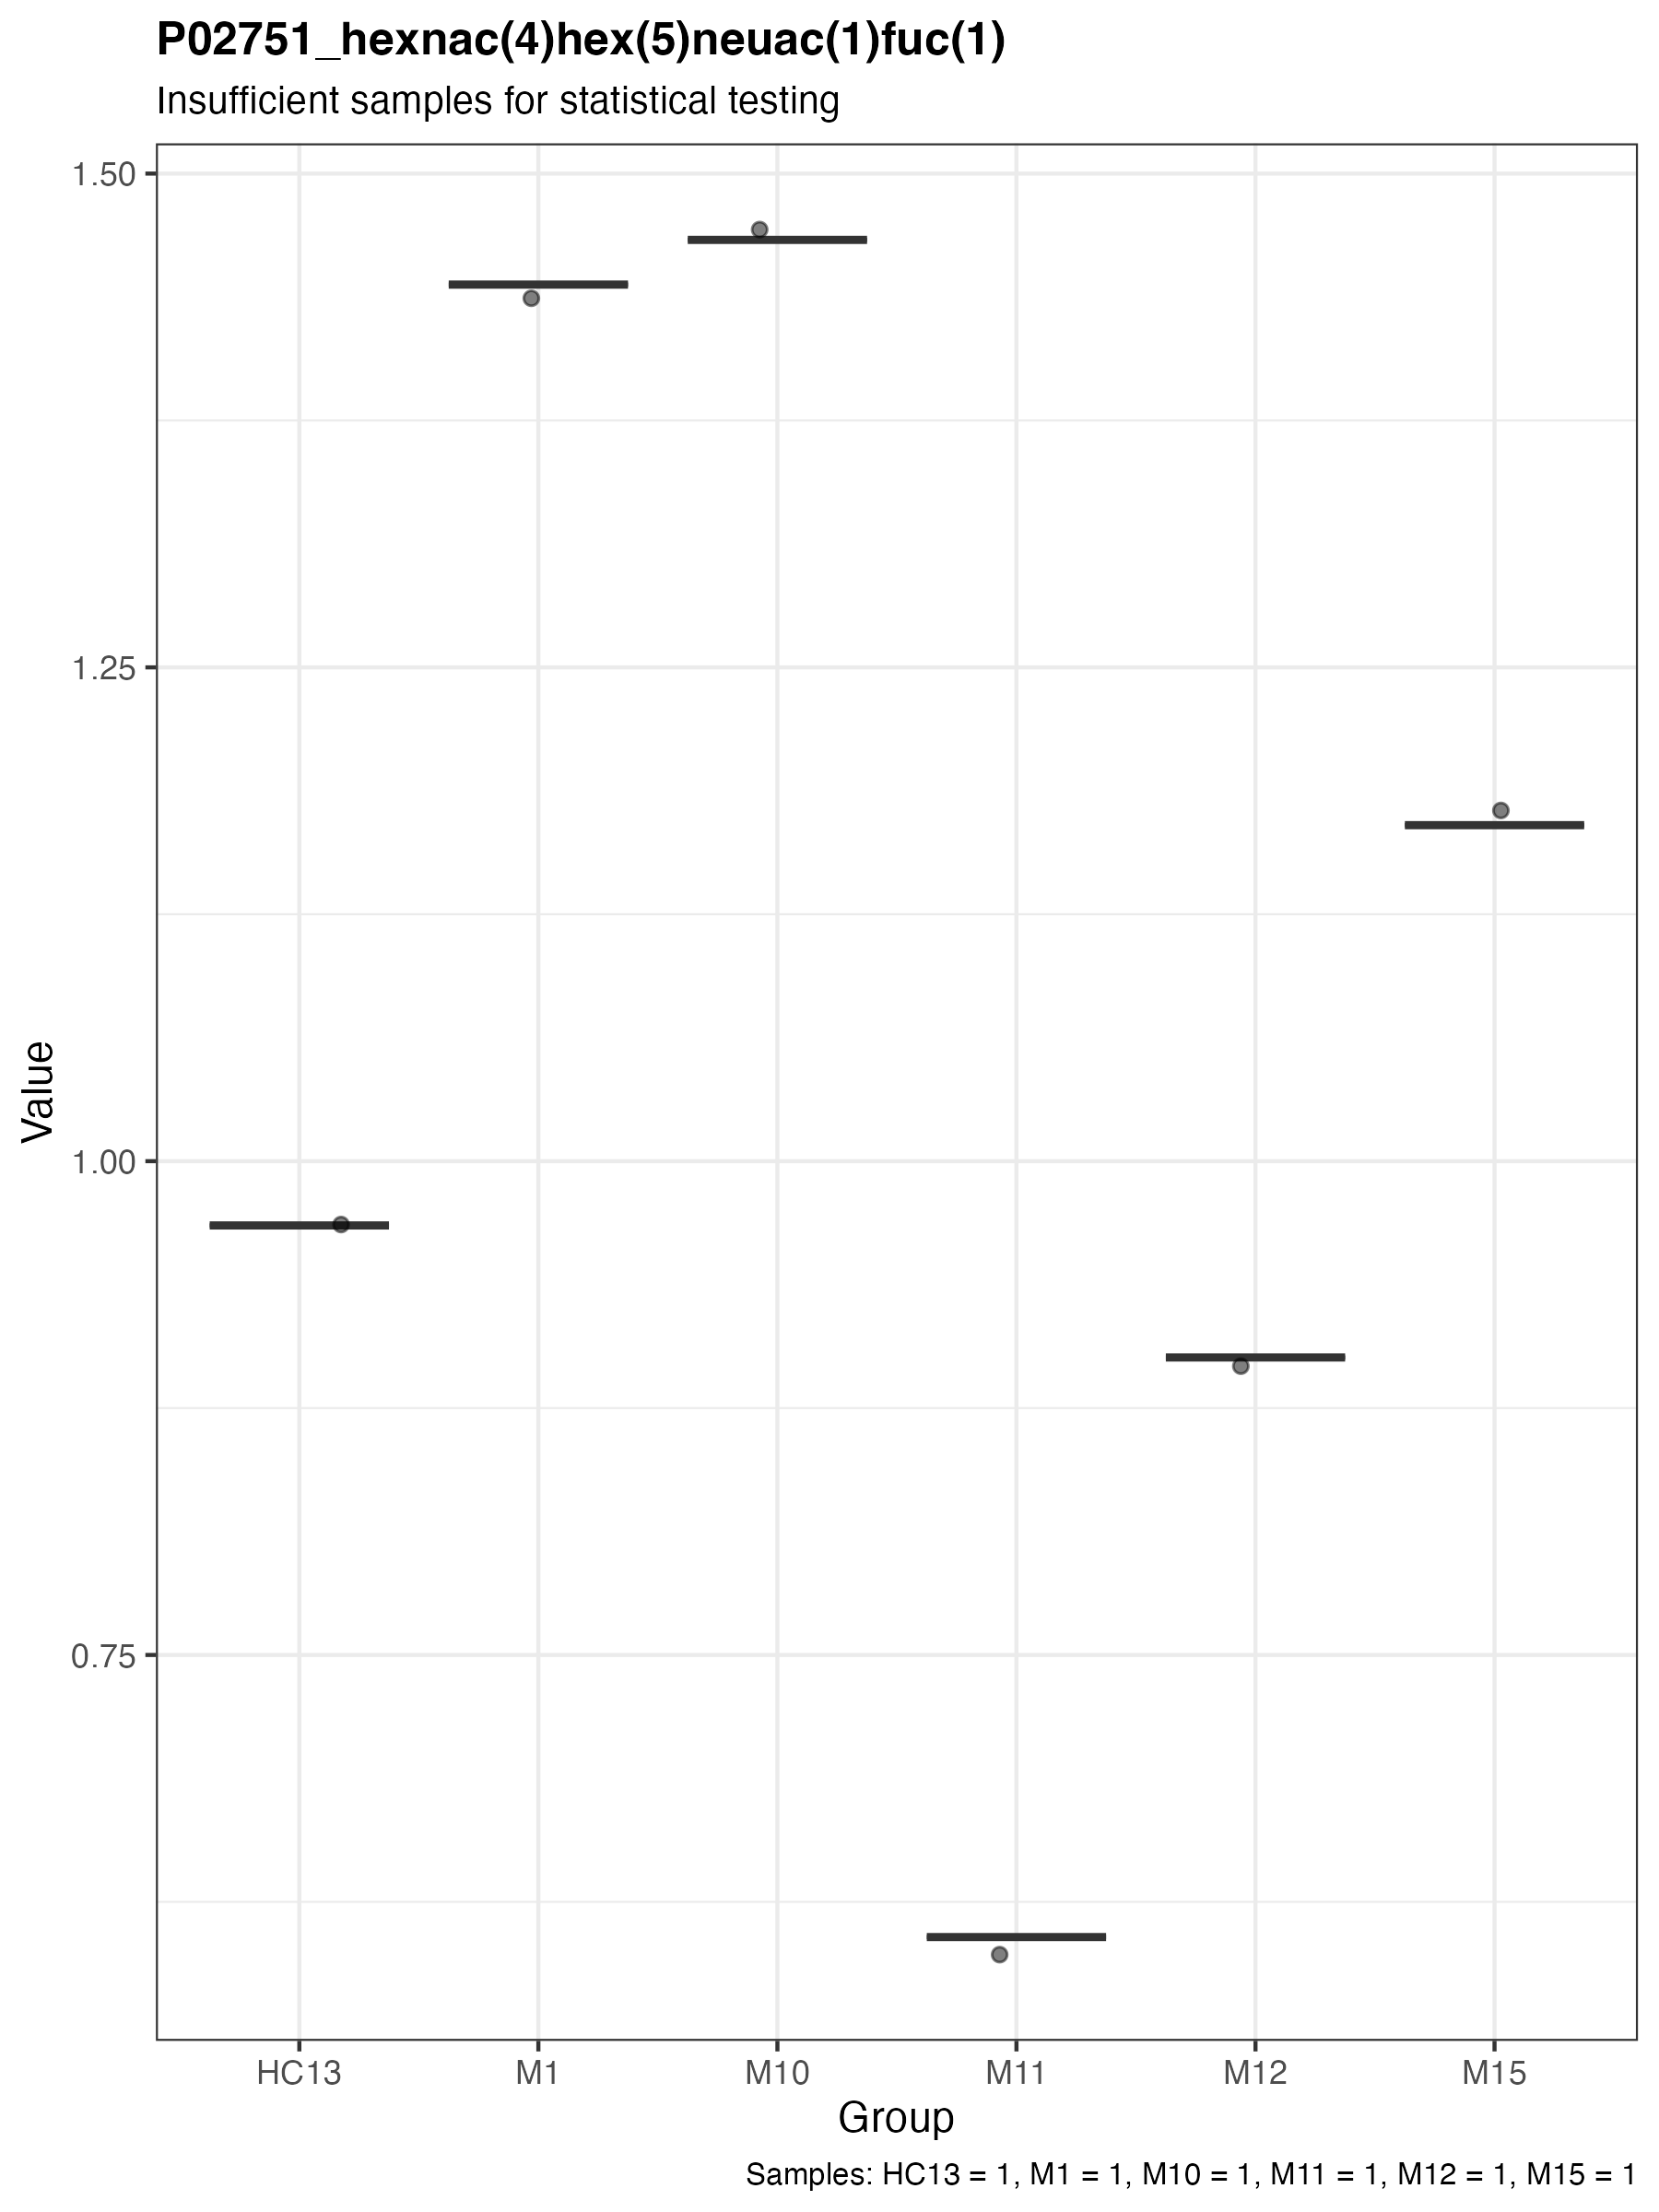 P02751_hexnac(4)hex(5)neuac(1)fuc(1)
Insufficient samples for statistical testing
1.50
1.25
1.00
0.75
Value
HC13 M1 M10 M11 M12 M15
Group
Samples: HC13 = 1, M1 = 1, M10 = 1, M11 = 1, M12 = 1, M15 = 1